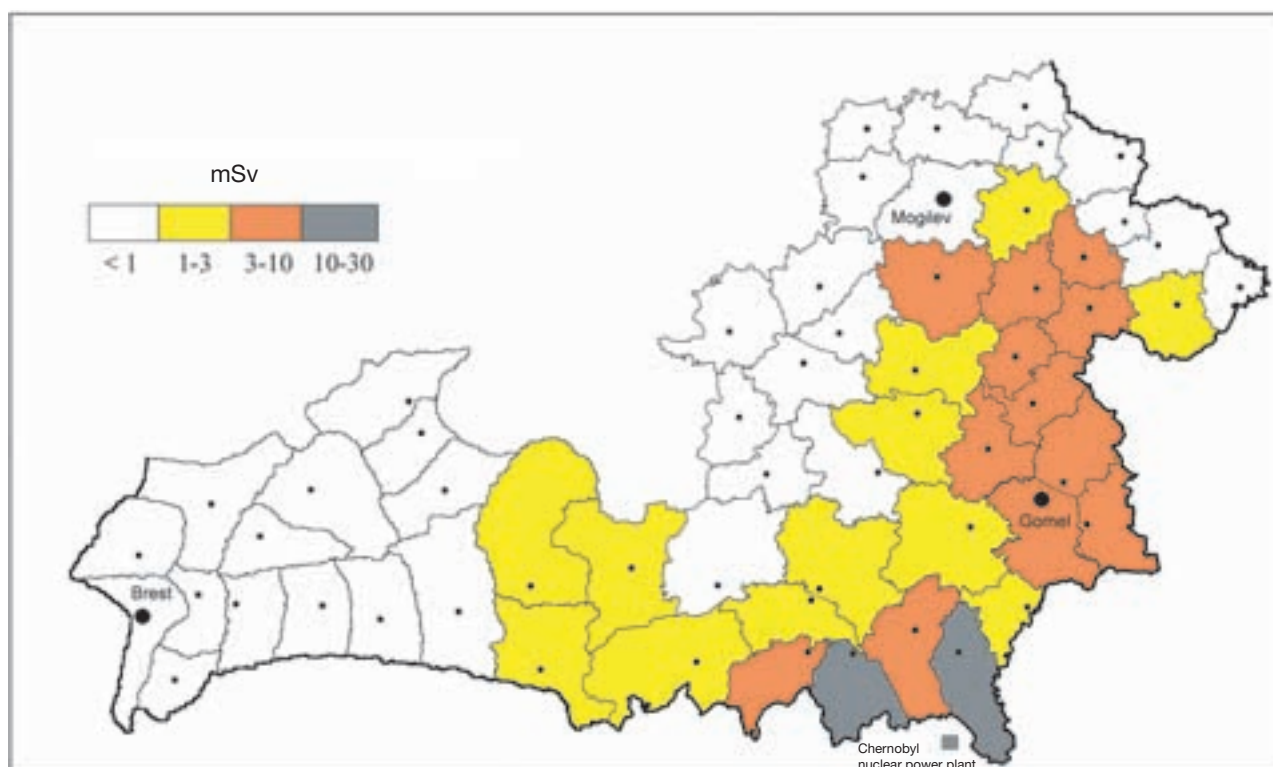 mSv
< 1 1-3 3-10 10-30
Mogilev
Gomel
Brest
Chernobyl
nuclear power plant